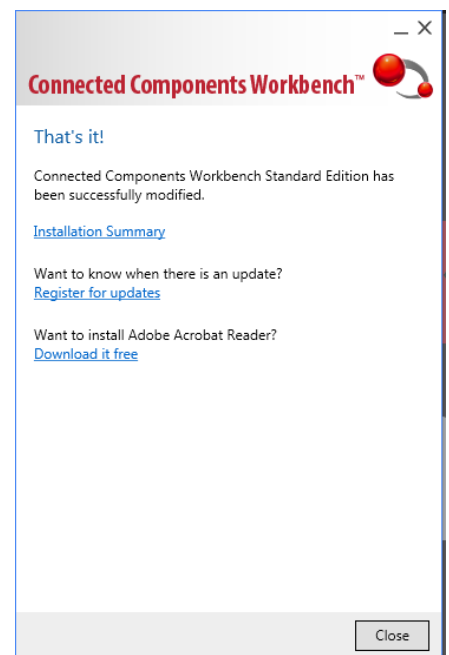 Connected Components Workbench™
That's it!
Connected Components Workbench Standard Edition has
been successfully modified.
Installation Summary
Want to know when there is an update?
Register for updates
Want to install Adobe Acrobat Reader?
Download it free
Close